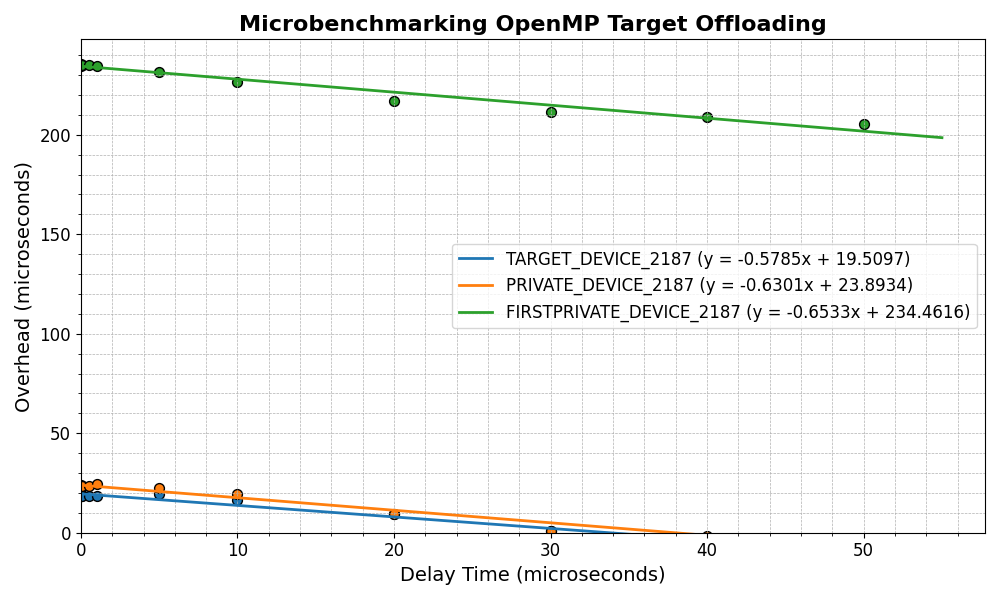 Microbenchmarking OpenMP Target Offloading
Overhead (microseconds)
200
150
100
50
0
TARGET_DEVICE_2187 (y = -0.5785x + 19.5097)
PRIVATE_DEVICE_2187 (y = -0.6301x + 23.8934)
FIRSTPRIVATE_DEVICE_2187 (y = -0.6533x + 234.4616)
0 10 20 30 40 50
Delay Time (microseconds)